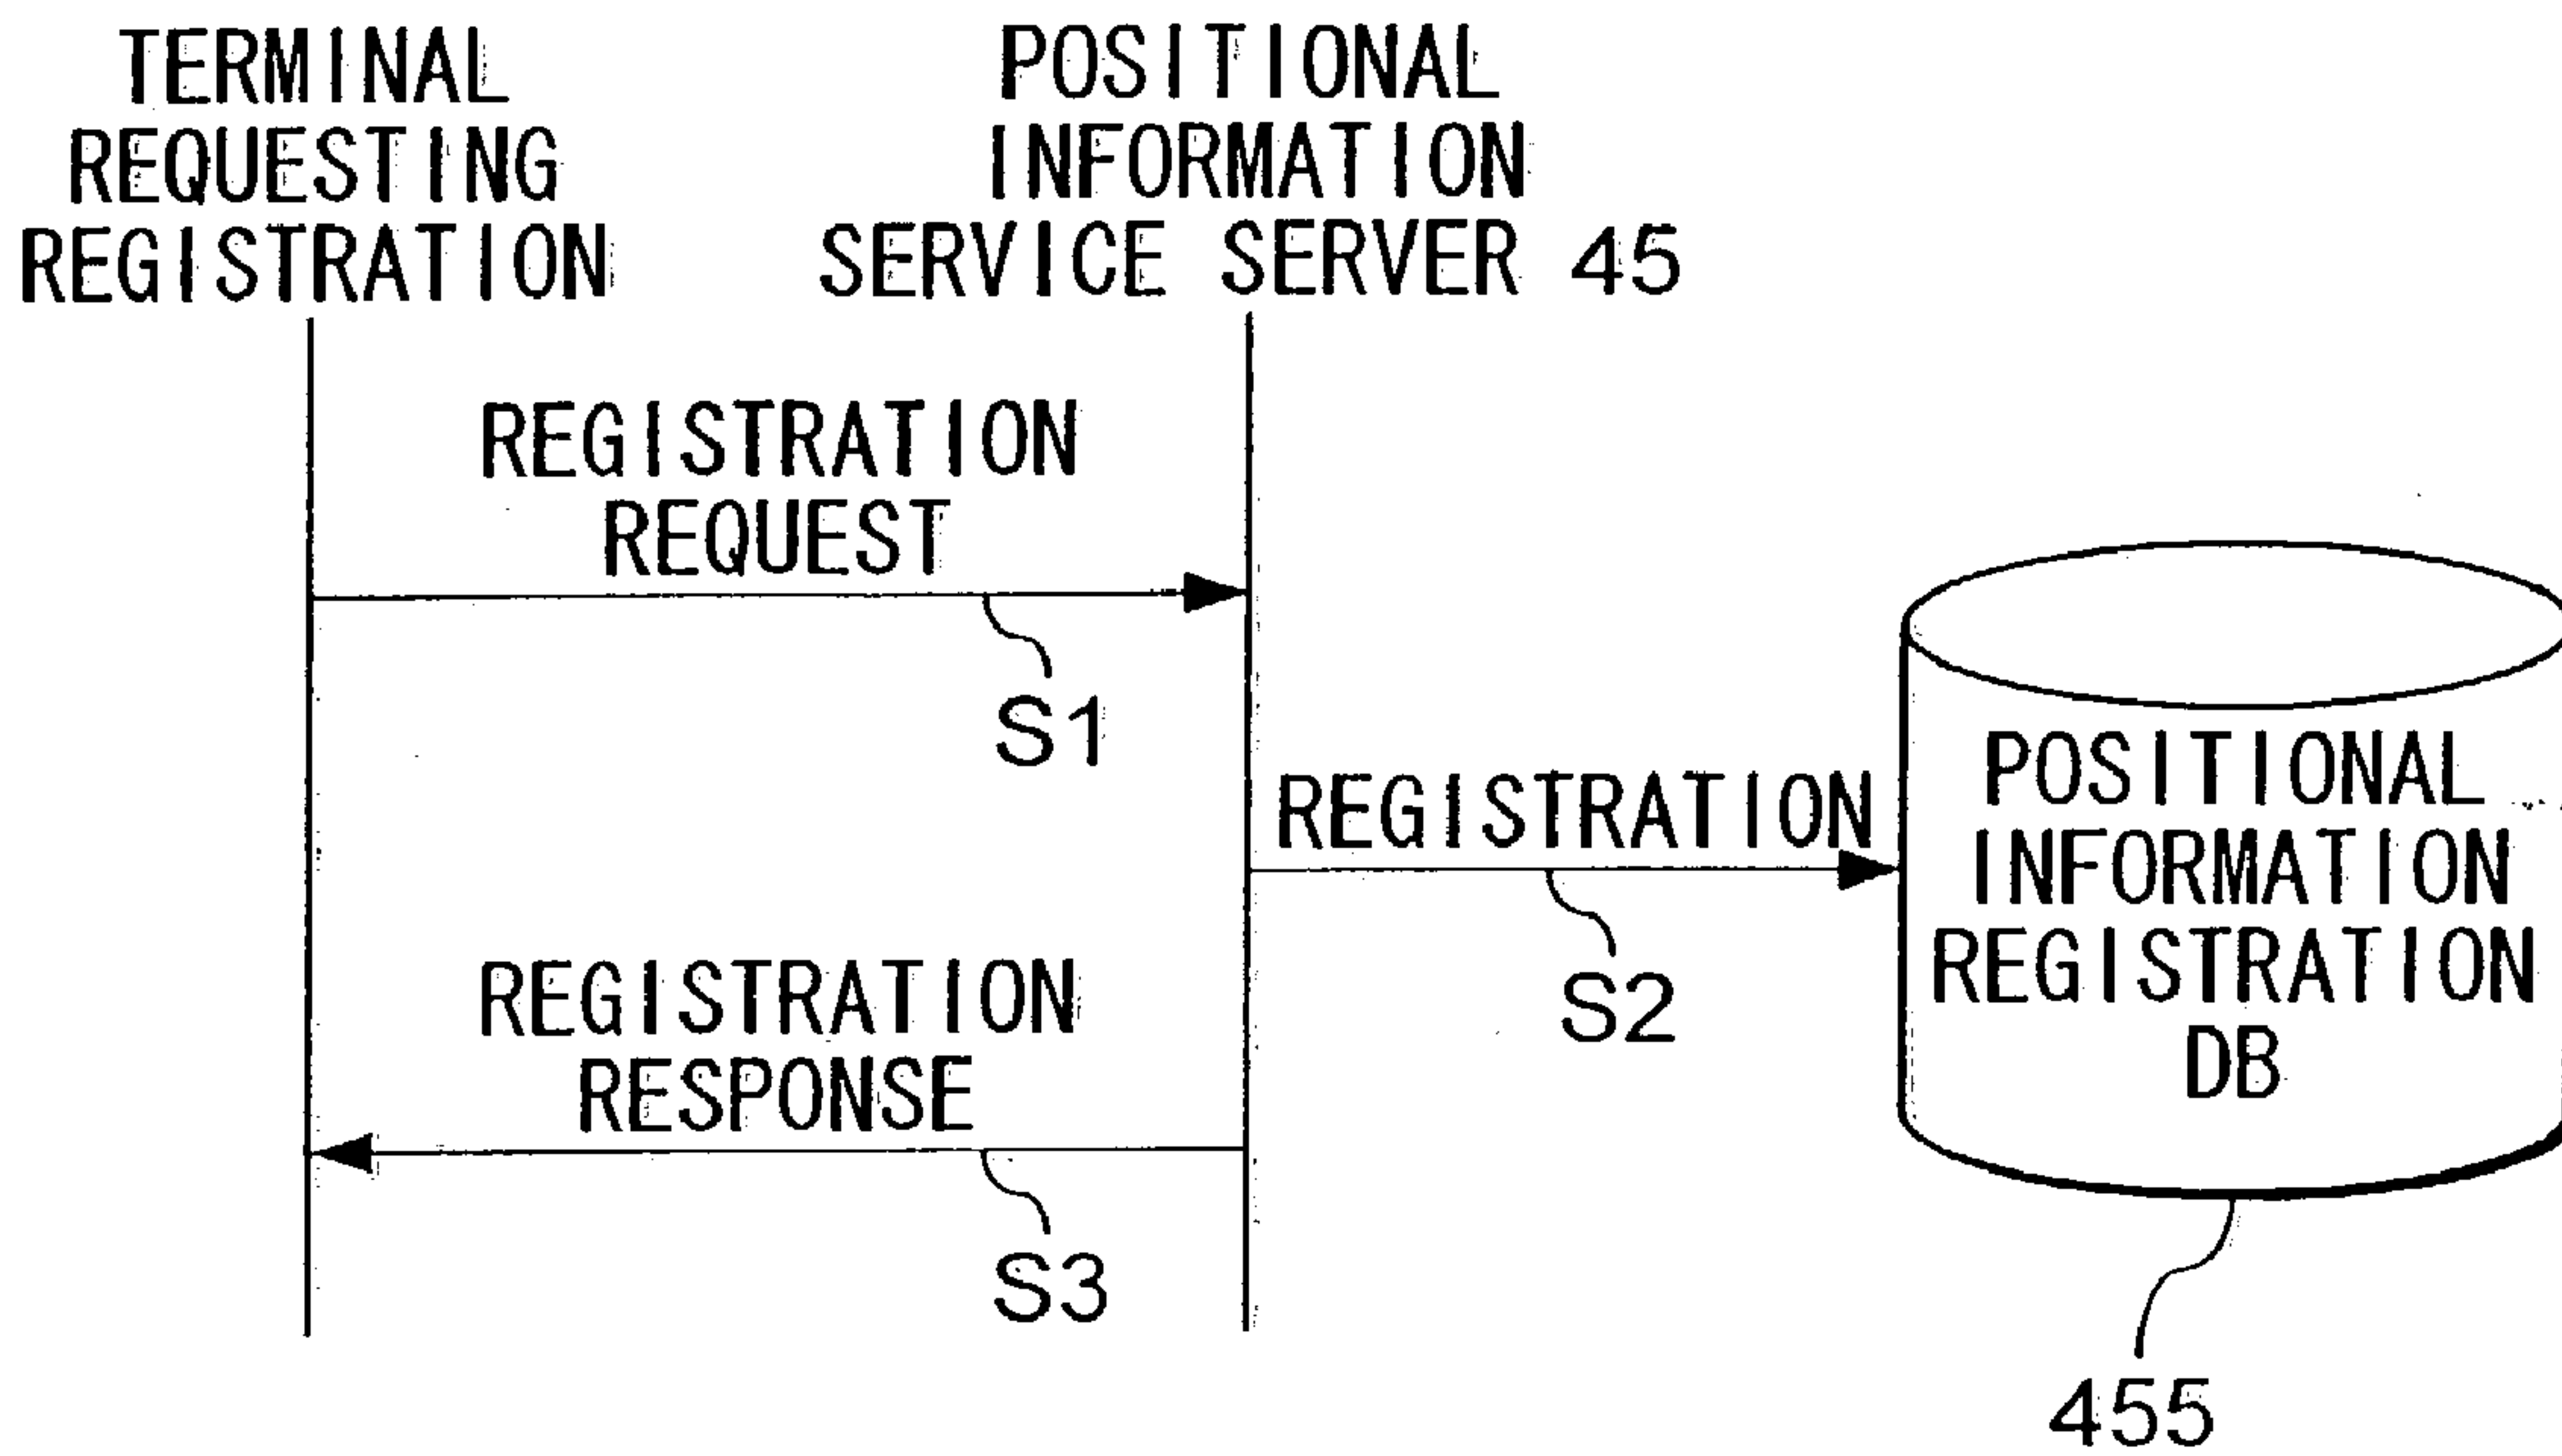 TERMINAL
REQUESTING
REGISTRATION
POSITIONAL
INFORMATION
SERVICE SERVER 45
REGISTRATION
REQUEST
S1
REGISTRATION
S2
POSITIONAL
INFORMATION
REGISTRATION
DB
REGISTRATION
RESPONSE
S3
455